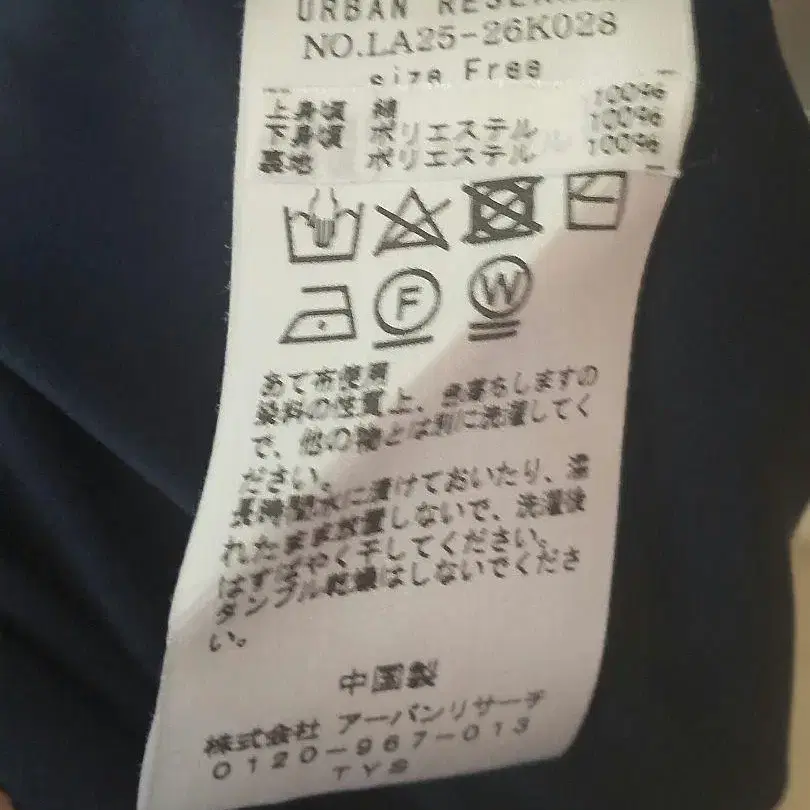 URBAN RESEARCH
NO.LA25-26K028
size Free
上身頃 綿 100%
下身頃 ポリエステル 100%
裏地 ポリエステル 100%
F W
あて布使用
染料の性質上、色落ちしますの
で、他の物とは別に洗濯してく
ださい。
長時間水に漬けておいたり、濡
れたまま放置しないで、洗濯後
はすばやく干してください。
タンブル乾燥はしないでくださ
い。
中国製
株式会社 アーバンリサーチ
0120-967-013
TYS